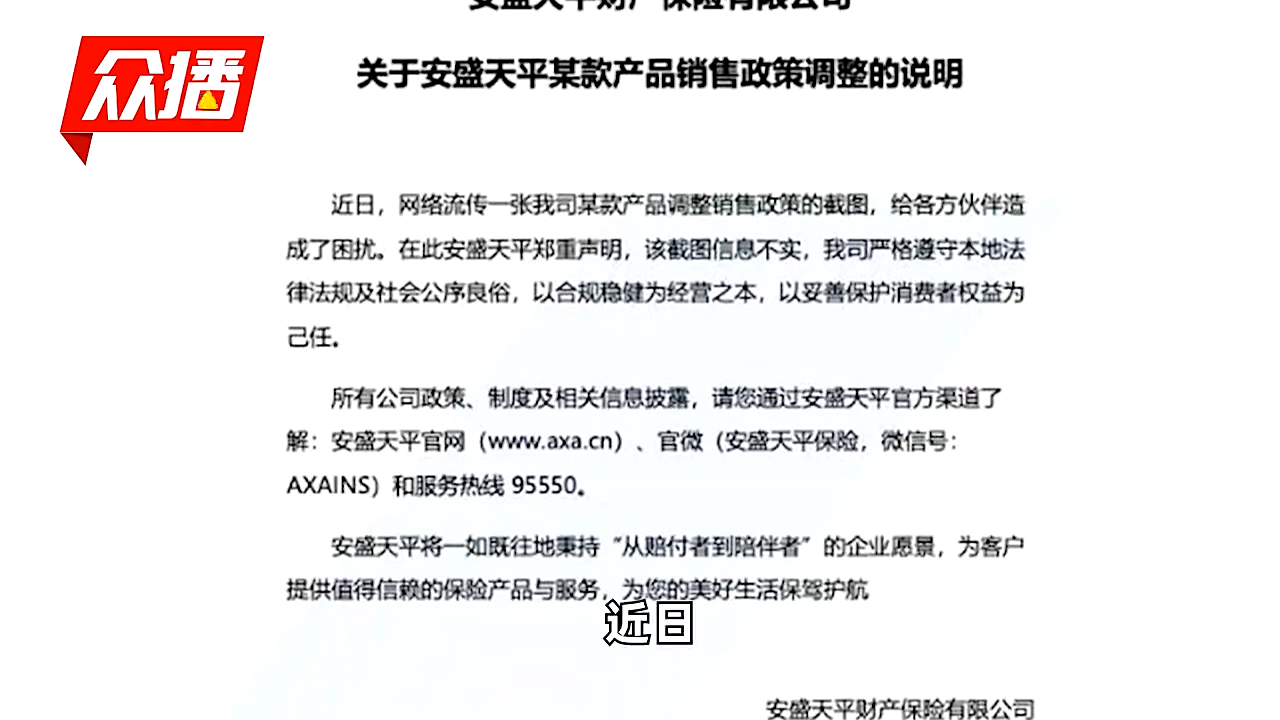 安盛天平财产保险有限公司
众播
关于安盛天平某款产品销售政策调整的说明
近日，网络流传一张我司某款产品调整销售政策的截图，给各方伙伴造
成了困扰。在此安盛天平郑重声明，该截图信息不实，我司严格遵守本地法
律法规及社会公序良俗，以合规稳健为经营之本，以妥善保护消费者权益为
己任。
所有公司政策、制度及相关信息披露，请您通过安盛天平官方渠道了
解：安盛天平官网（www.axa.cn）、官微（安盛天平保险，微信号：
AXAINS）和服务热线 95550。
安盛天平将一如既往地秉持“从赔付者到陪伴者”的企业愿景，为客户
提供值得信赖的保险产品与服务，为您的美好生活保驾护航
近日
安盛天平财产保险有限公司